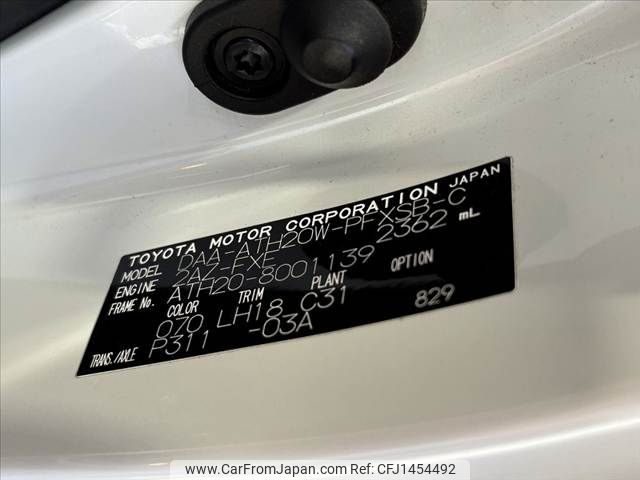 TOYOTA MOTOR CORPORATION JAPAN
MODEL DAA-ATH20W-PFXSB-C
ENGINE 2AZ-FXE 2362 mL
FRAME No. ATH20-8001139
COLOR TRIM PLANT OPTION
070 LH18 C31 829
TRANS./AXLE P311 -03A
© www.CarFromJapan.com Ref: CFJ1454492